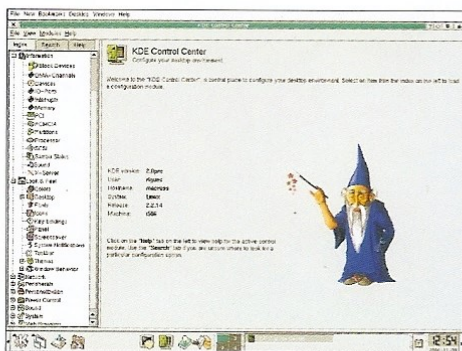 File New Bookmarks Desktop Windows Help
KDE Control Center
File View Modules Help
Index Search Help
Information
Block Devices
DMA-Channels
Devices
IO-Ports
Interrupts
Memory
PCI
PCMCIA
Partitions
Processor
SCSI
Samba Status
Sound
X-Server
Look & Feel
Colors
Desktop
Fonts
Icons
Key Bindings
Panel
Screensaver
System Notifications
Taskbar
Themes
Window Behavior
Network
Peripherals
Personalization
Power Control
Sound
System
Web Browsing
KDE Control Center
Configure your desktop environment.
Welcome to the "KDE Control Center", a central place to configure your desktop environment. Select an item from the index on the left to load
a configuration module.
KDE version: 2.0pre
User:
Hostname:
System: Linux
Release: 2.2.14
Machine: i586
Click on the "Help" tab on the left to view help for the active control
module. Use the "Search" tab if you are unsure where to look for a
particular configuration option.
12:54